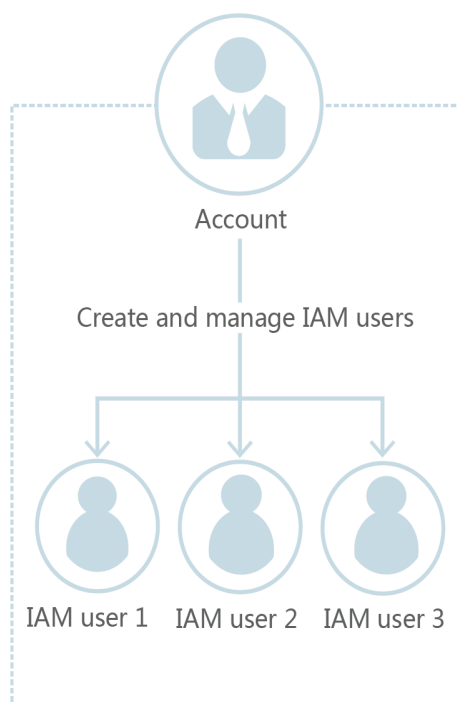 Account
Create and manage IAM users
IAM user 1
IAM user 2
IAM user 3